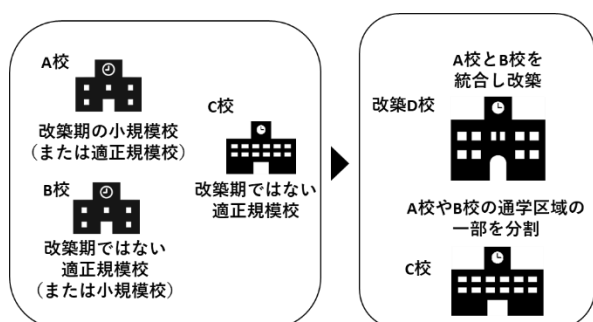 A校
改築期の小規模校
（または適正規模校）
B校
改築期ではない
適正規模校
（または小規模校）
C校
改築期ではない
適正規模校
A校とB校を
統合し改築
改築D校
A校やB校の通学区域の
一部を分割
C校